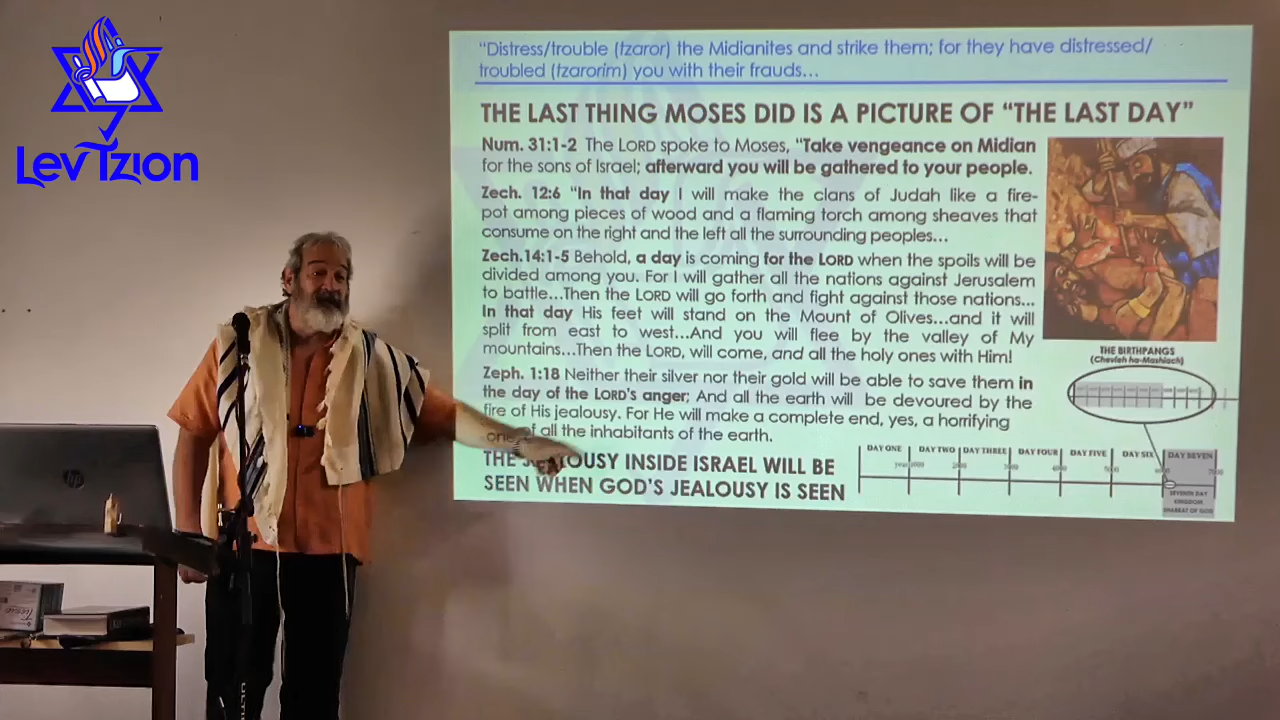 Lev Tzion
"Distress/trouble (tzaror) the Midianites and strike them; for they have distressed/
troubled (tzarorim) you with their frauds...
THE LAST THING MOSES DID IS A PICTURE OF "THE LAST DAY"
Num. 31:1-2 The LORD spoke to Moses, "Take vengeance on Midian
for the sons of Israel; afterward you will be gathered to your people.
Zech. 12:6 "In that day I will make the clans of Judah like a fire-
pot among pieces of wood and a flaming torch among sheaves that
consume on the right and the left all the surrounding peoples...
Zech.14:1-5 Behold, a day is coming for the LORD when the spoils will be
divided among you. For I will gather all the nations against Jerusalem
to battle...Then the LORD will go forth and fight against those nations...
In that day His feet will stand on the Mount of Olives...and it will
split from east to west...And you will flee by the valley of My
mountains...Then the LORD, will come, and all the holy ones with Him!
Zeph. 1:18 Neither their silver nor their gold will be able to save them in
the day of the LORD's anger; And all the earth will be devoured by the
fire of His jealousy. For He will make a complete end, yes, a horrifying
one of all the inhabitants of the earth.
THE JEALOUSY INSIDE ISRAEL WILL BE
SEEN WHEN GOD'S JEALOUSY IS SEEN
THE BIRTHPANGS
(Chevleh ha-Mashiach)
DAY ONE DAY TWO DAY THREE DAY FOUR DAY FIVE DAY SIX DAY SEVEN
year 1000 2000 3000 4000 5000 6000 7000
SEVENTH DAY
KINGDOM
SHABBAT OF GOD
hp